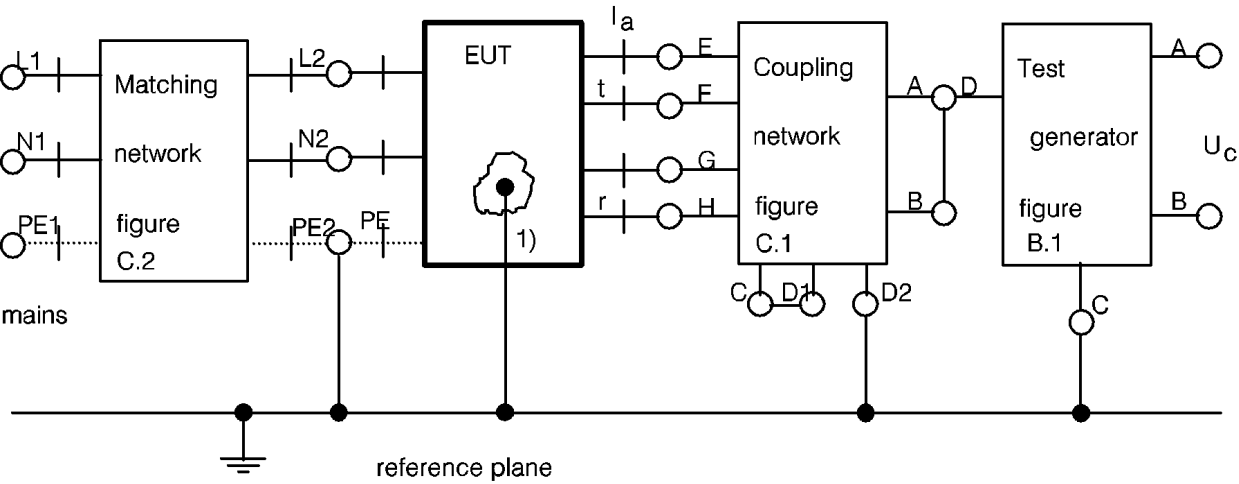 L1
N1
PE1
mains
Matching
network
figure
C.2
L2
N2
PE2
PE
EUT
1)
Ia
t
r
E
F
G
H
Coupling
network
figure
C.1
C
D1
D2
A
B
D
Test
generator
figure
B.1
C
A
B
Uc
reference plane